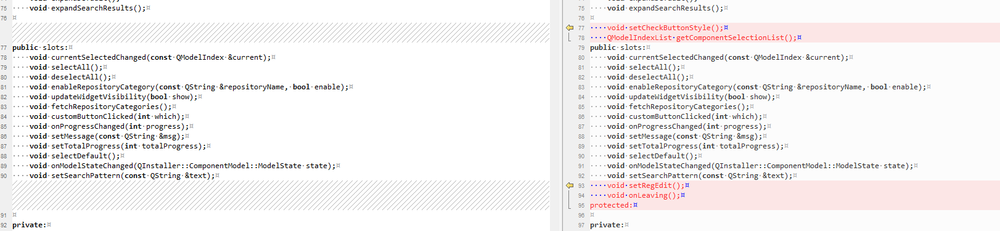 75 ····void·expandSearchResults();¤
76 ¤
77 public·slots:¤
78 ····void·currentSelectedChanged(const·QModelIndex·&current);¤
79 ····void·selectAll();¤
80 ····void·deselectAll();¤
81 ····void·enableRepositoryCategory(const·QString·&repositoryName,·bool·enable);¤
82 ····void·updateWidgetVisibility(bool·show);¤
83 ····void·fetchRepositoryCategories();¤
84 ····void·customButtonClicked(int·which);¤
85 ····void·onProgressChanged(int·progress);¤
86 ····void·setMessage(const·QString·&msg);¤
87 ····void·setTotalProgress(int·totalProgress);¤
88 ····void·selectDefault();¤
89 ····void·onModelStateChanged(QInstaller::ComponentModel::ModelState·state);¤
90 ····void·setSearchPattern(const·QString·&text);¤
91 ¤
92 private:¤
75 ····void·expandSearchResults();¤
76 ¤
77 ····void·setCheckButtonStyle();¤
78 ····QModelIndexList·getComponentSelectionList();¤
79 public·slots:¤
80 ····void·currentSelectedChanged(const·QModelIndex·&current);¤
81 ····void·selectAll();¤
82 ····void·deselectAll();¤
83 ····void·enableRepositoryCategory(const·QString·&repositoryName,·bool·enable);¤
84 ····void·updateWidgetVisibility(bool·show);¤
85 ····void·fetchRepositoryCategories();¤
86 ····void·customButtonClicked(int·which);¤
87 ····void·onProgressChanged(int·progress);¤
88 ····void·setMessage(const·QString·&msg);¤
89 ····void·setTotalProgress(int·totalProgress);¤
90 ····void·selectDefault();¤
91 ····void·onModelStateChanged(QInstaller::ComponentModel::ModelState·state);¤
92 ····void·setSearchPattern(const·QString·&text);¤
93 ····void·setRegEdit();¤
94 ····void·onLeaving();¤
95 protected:¤
96 ¤
97 private:¤